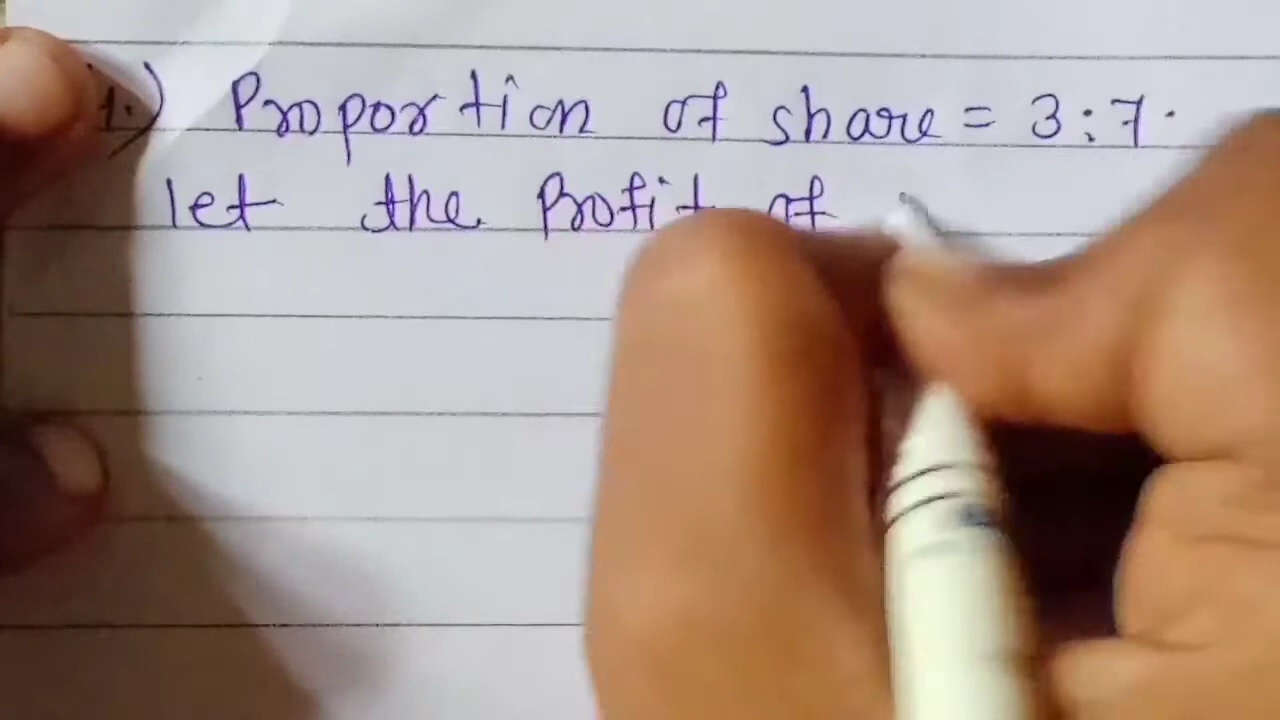 1.) Proportion of share = 3:7.
let the Profit of